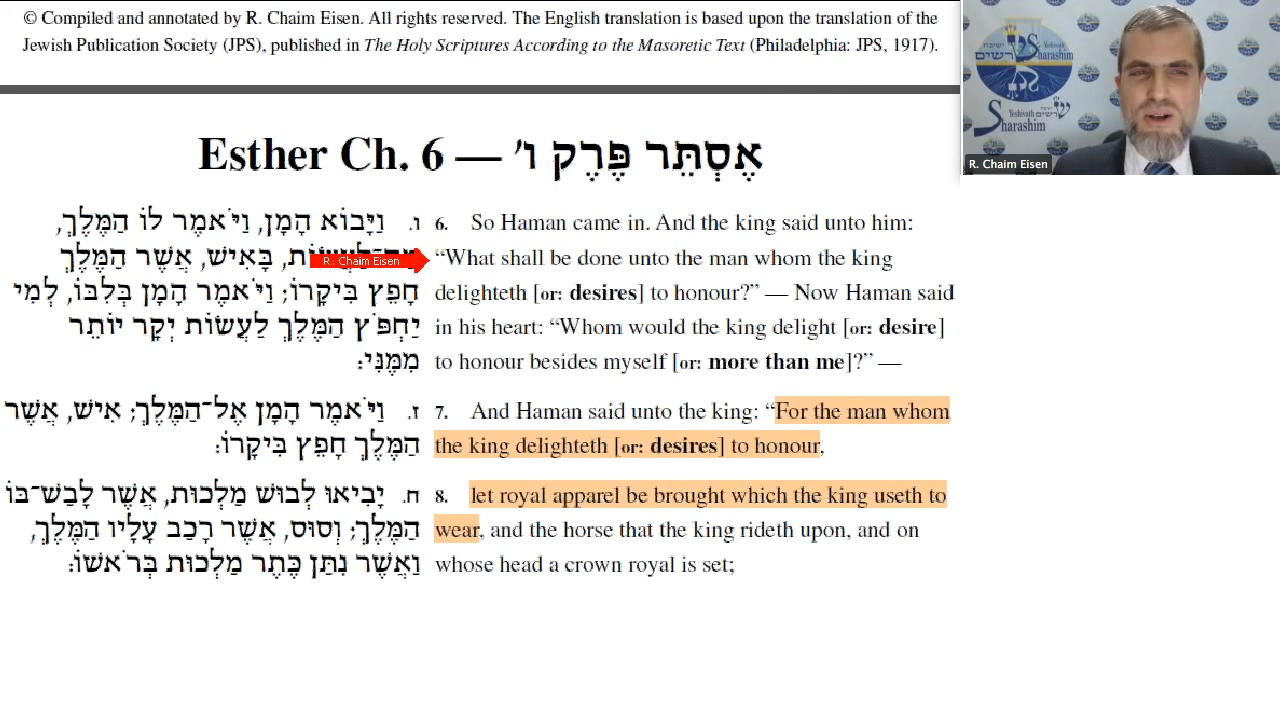 © Compiled and annotated by R. Chaim Eisen. All rights reserved. The English translation is based upon the translation of the
Jewish Publication Society (JPS), published in The Holy Scriptures According to the Masoretic Text (Philadelphia: JPS, 1917).
Yeshivath
Sharashim
ישיבת
שרשים
Yeshivath
Sharashim
שרשים
R. Chaim Eisen
Esther Ch. 6 — אֶסְתֵּר פֶּרֶק ו׳
ו. וַיָּבוֹא הָמָן, וַיֹּאמֶר לוֹ הַמֶּלֶךְ,
בָּאִישׁ, אֲשֶׁר הַמֶּלֶךְ
חָפֵץ בִּיקָרוֹ; וַיֹּאמֶר הָמָן בְּלִבּוֹ, לְמִי
יַחְפֹּץ הַמֶּלֶךְ לַעֲשׂוֹת יְקָר יוֹתֵר
מִמֶּנִּי:
R. Chaim Eisen
6. So Haman came in. And the king said unto him:
“What shall be done unto the man whom the king
delighteth [or: desires] to honour?” — Now Haman said
in his heart: “Whom would the king delight [or: desire]
to honour besides myself [or: more than me]?” —
ז. וַיֹּאמֶר הָמָן אֶל־הַמֶּלֶךְ; אִישׁ, אֲשֶׁר
הַמֶּלֶךְ חָפֵץ בִּיקָרוֹ:
7. And Haman said unto the king: “For the man whom
the king delighteth [or: desires] to honour,
ח. יָבִיאוּ לְבוּשׁ מַלְכוּת, אֲשֶׁר לָבַשׁ־בּוֹ
הַמֶּלֶךְ; וְסוּס, אֲשֶׁר רָכַב עָלָיו הַמֶּלֶךְ,
וַאֲשֶׁר נִתַּן כֶּתֶר מַלְכוּת בְּרֹאשׁוֹ:
8. let royal apparel be brought which the king useth to
wear, and the horse that the king rideth upon, and on
whose head a crown royal is set;